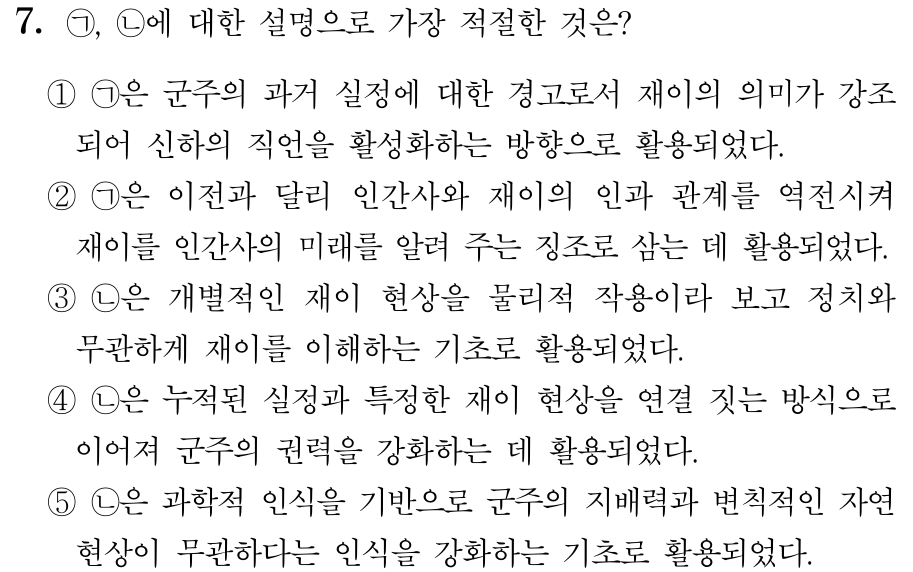 7. ㉠, ㉡에 대한 설명으로 가장 적절한 것은?
① ㉠은 군주의 과거 실정에 대한 경고로서 재이의 의미가 강조
되어 신하의 직언을 활성화하는 방향으로 활용되었다.
② ㉠은 이전과 달리 인간사와 재이의 인과 관계를 역전시켜
재이를 인간사의 미래를 알려 주는 징조로 삼는 데 활용되었다.
③ ㉡은 개별적인 재이 현상을 물리적 작용이라 보고 정치와
무관하게 재이를 이해하는 기초로 활용되었다.
④ ㉡은 누적된 실정과 특정한 재이 현상을 연결 짓는 방식으로
이어져 군주의 권력을 강화하는 데 활용되었다.
⑤ ㉡은 과학적 인식을 기반으로 군주의 지배력과 변칙적인 자연
현상이 무관하다는 인식을 강화하는 기초로 활용되었다.